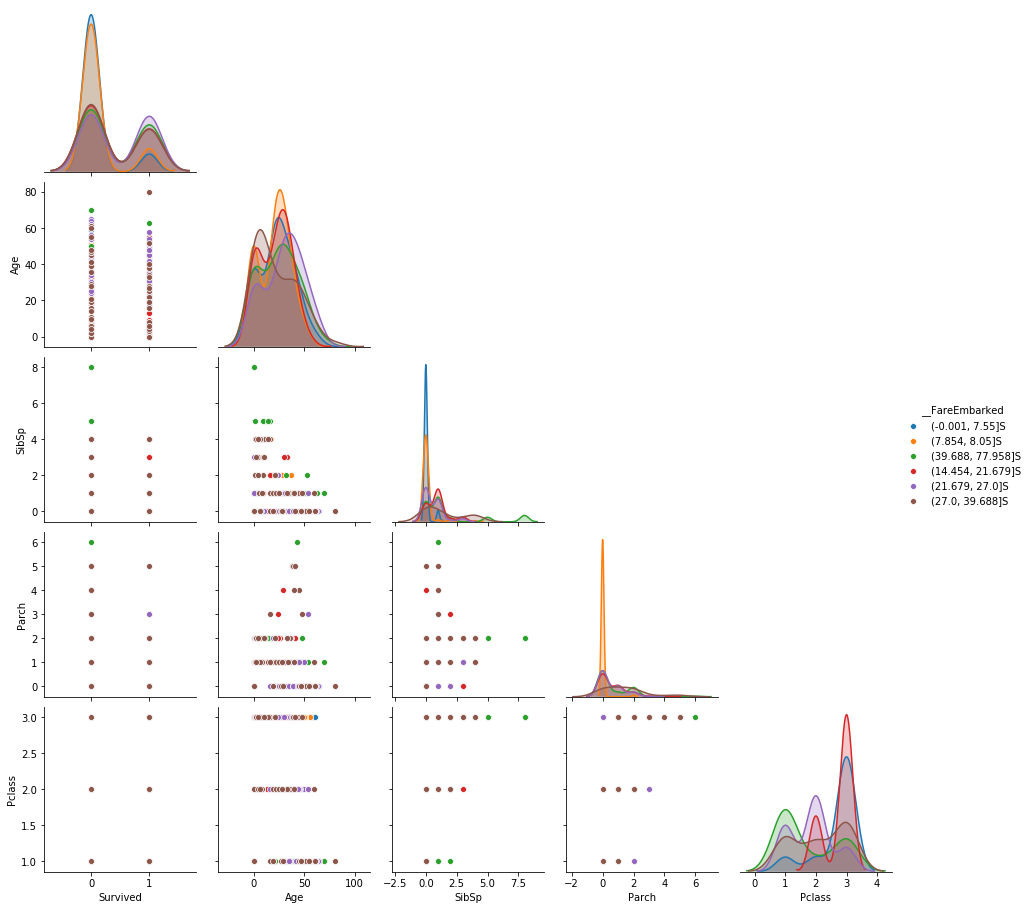 80
60
40
20
0
Age
8
6
4
2
0
SibSp
__FareEmbarked
(-0.001, 7.55]S
(7.854, 8.05]S
(39.688, 77.958]S
(14.454, 21.679]S
(21.679, 27.0]S
(27.0, 39.688]S
6
5
4
3
2
1
0
Parch
3.0
2.5
2.0
1.5
1.0
Pclass
0 1
Survived
0 50 100
Age
−2.5 0.0 2.5 5.0 7.5
SibSp
−2 0 2 4 6
Parch
0 1 2 3 4
Pclass